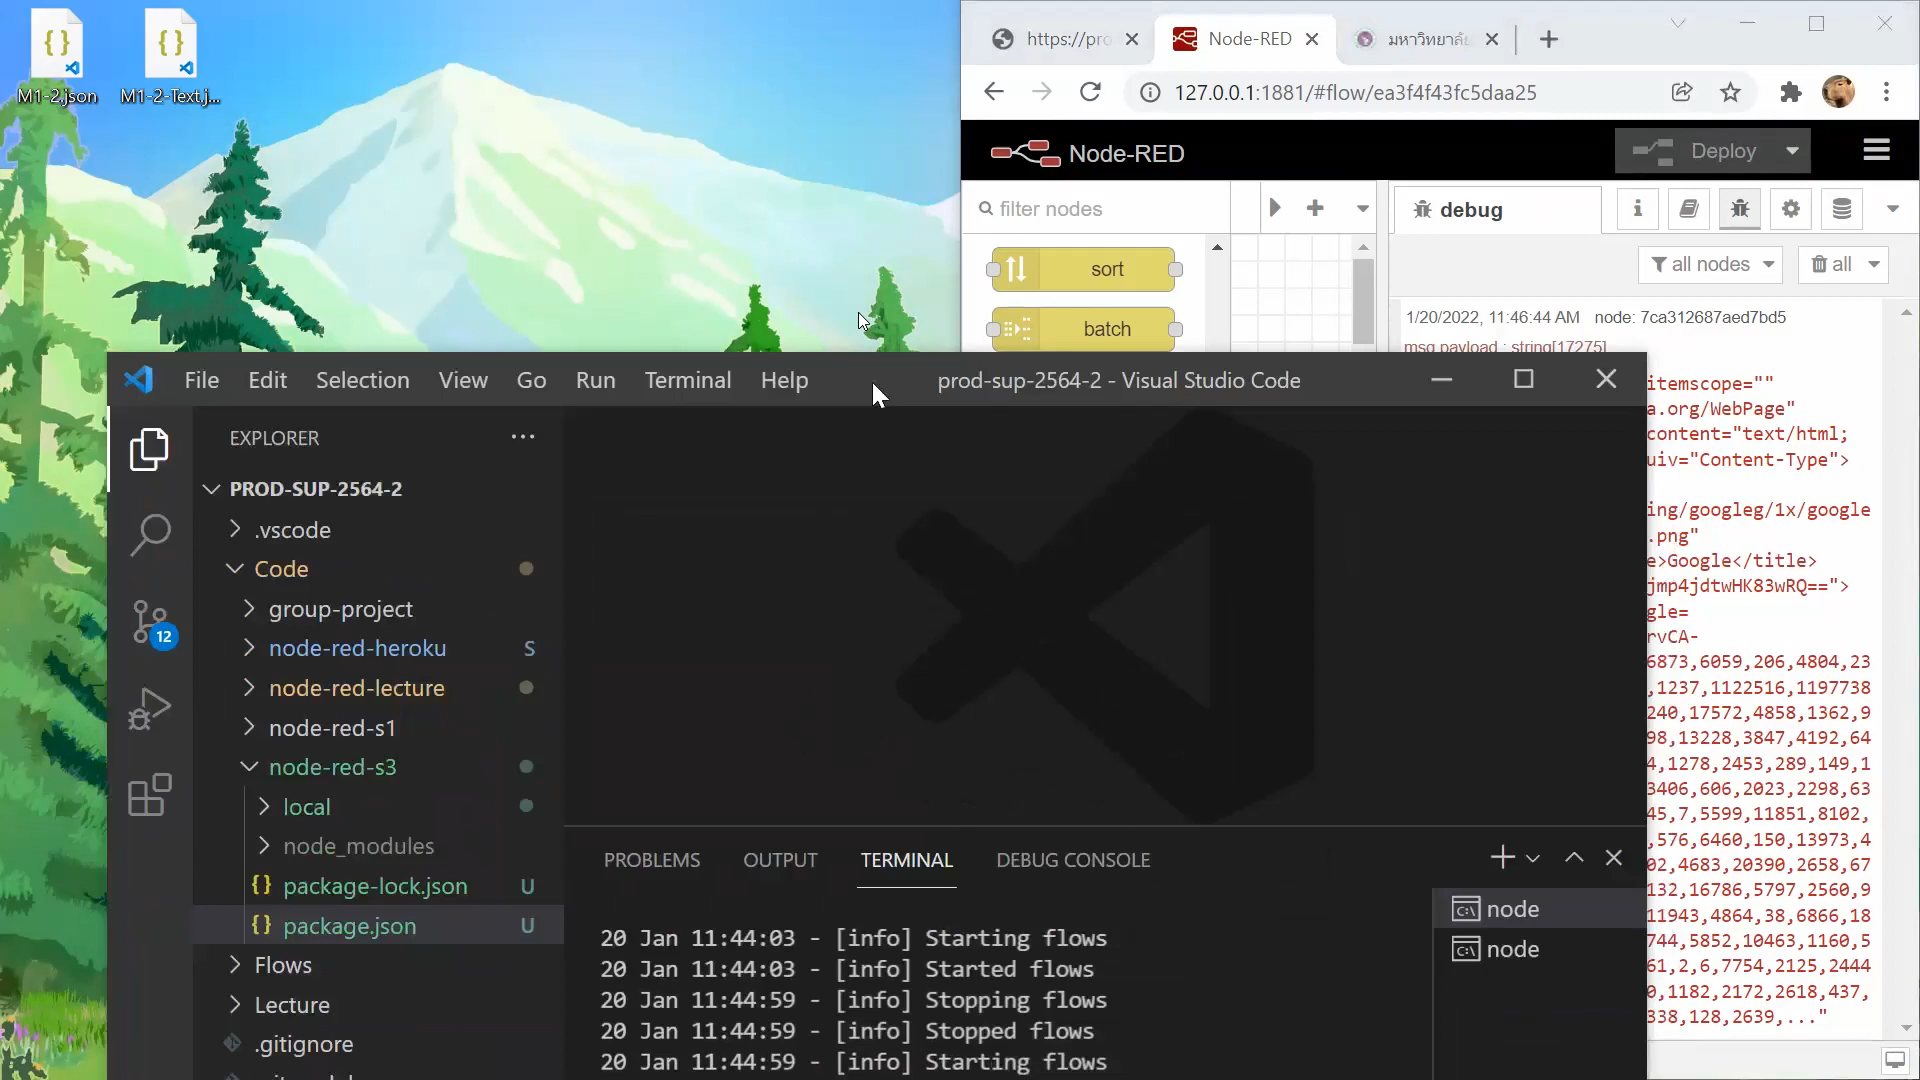 M1-2.json
M1-2-Text.j...
https://pro
Node-RED
มหาวิทยาลัย
127.0.0.1:1881/#flow/ea3f4f43fc5daa25
Node-RED
Deploy
filter nodes
debug
i
all nodes
all
sort
batch
1/20/2022, 11:46:44 AM node: 7ca312687aed7bd5
msg.payload : string[17275]
itemscope=""
a.org/WebPage"
content="text/html;
uiv="Content-Type">
ing/googleg/1x/google
.png"
e>Google</title>
jmp4jdtwHK83wRQ==">
gle=
rvCA-
6873,6059,206,4804,23
,1237,1122516,1197738
240,17572,4858,1362,9
98,13228,3847,4192,64
4,1278,2453,289,149,1
3406,606,2023,2298,63
45,7,5599,11851,8102,
,576,6460,150,13973,4
02,4683,20390,2658,67
132,16786,5797,2560,9
11943,4864,38,6866,18
744,5852,10463,1160,5
61,2,6,7754,2125,2444
0,1182,2172,2618,437,
338,128,2639,..."
File Edit Selection View Go Run Terminal Help
prod-sup-2564-2 - Visual Studio Code
EXPLORER
PROD-SUP-2564-2
.vscode
Code
group-project
node-red-heroku S
node-red-lecture
node-red-s1
node-red-s3
local
node_modules
{} package-lock.json U
{} package.json U
Flows
Lecture
.gitignore
12
PROBLEMS OUTPUT TERMINAL DEBUG CONSOLE
20 Jan 11:44:03 - [info] Starting flows
20 Jan 11:44:03 - [info] Started flows
20 Jan 11:44:59 - [info] Stopping flows
20 Jan 11:44:59 - [info] Stopped flows
20 Jan 11:44:59 - [info] Starting flows
node
node